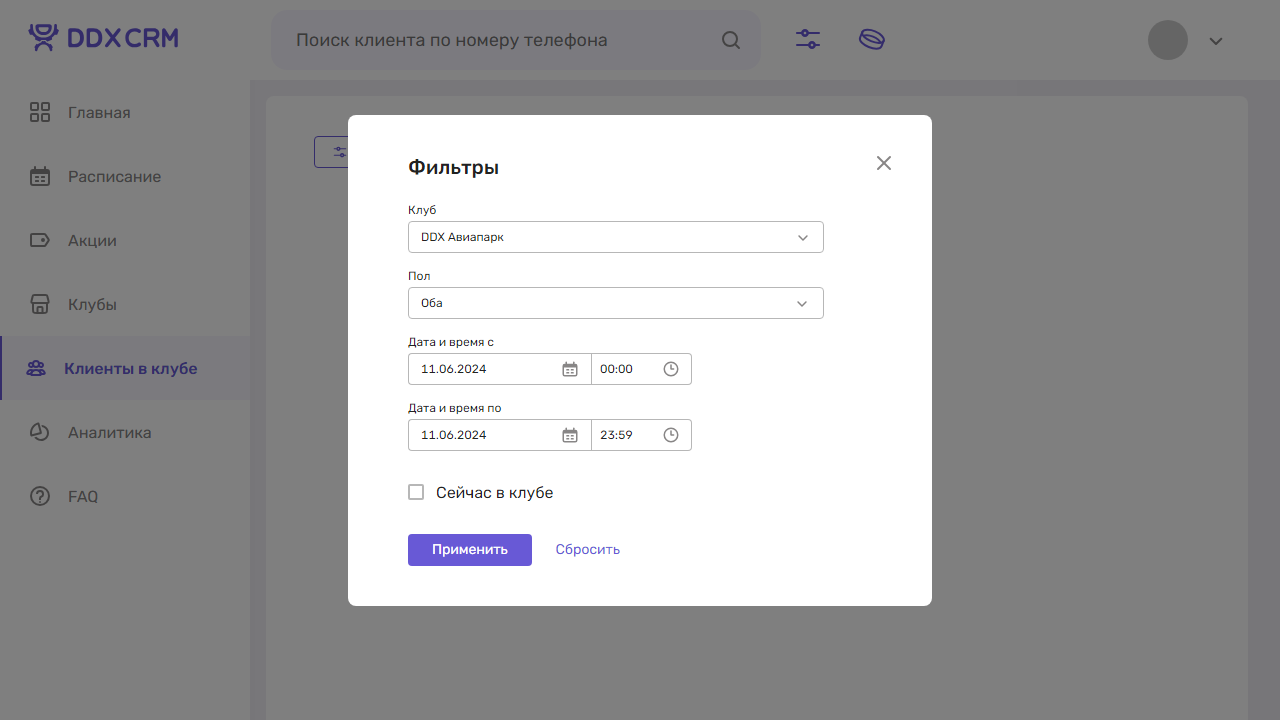 DDX CRM
Поиск клиента по номеру телефона
Главная
Расписание
Акции
Клубы
Клиенты в клубе
Аналитика
FAQ
Фильтры
Клуб
DDX Авиапарк
Пол
Оба
Дата и время с
11.06.2024 00:00
Дата и время по
11.06.2024 23:59
Сейчас в клубе
Применить Сбросить